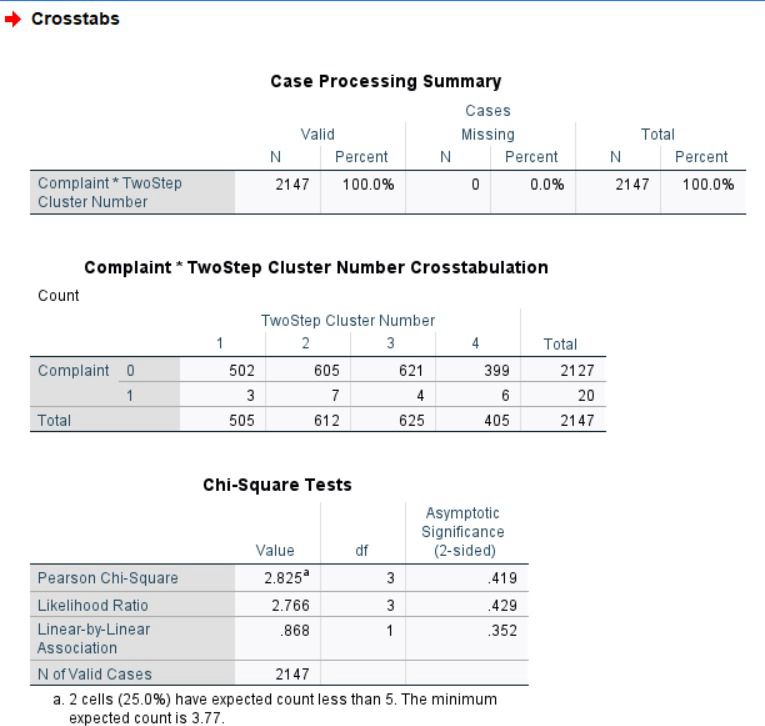 Crosstabs
Case Processing Summary
Cases
Valid Missing Total
N Percent N Percent N Percent
Complaint * TwoStep 2147 100.0% 0 0.0% 2147 100.0%
Cluster Number
Complaint * TwoStep Cluster Number Crosstabulation
Count
TwoStep Cluster Number
1 2 3 4 Total
Complaint 0 502 605 621 399 2127
1 3 7 4 6 20
Total 505 612 625 405 2147
Chi-Square Tests
Asymptotic
Significance
Value df (2-sided)
Pearson Chi-Square 2.825a 3 .419
Likelihood Ratio 2.766 3 .429
Linear-by-Linear .868 1 .352
Association
N of Valid Cases 2147
a. 2 cells (25.0%) have expected count less than 5. The minimum
expected count is 3.77.